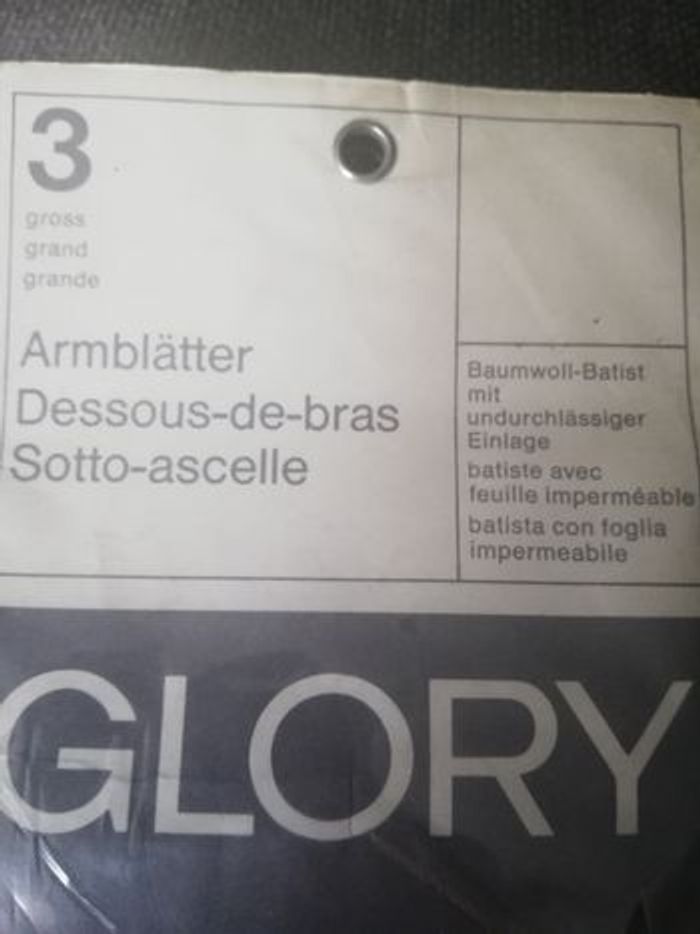 3
gross
grand
grande
Armblätter
Dessous-de-bras
Sotto-ascelle
Baumwoll-Batist
mit
undurchlässiger
Einlage
batiste avec
feuille imperméable
batista con foglia
impermeabile
GLORY